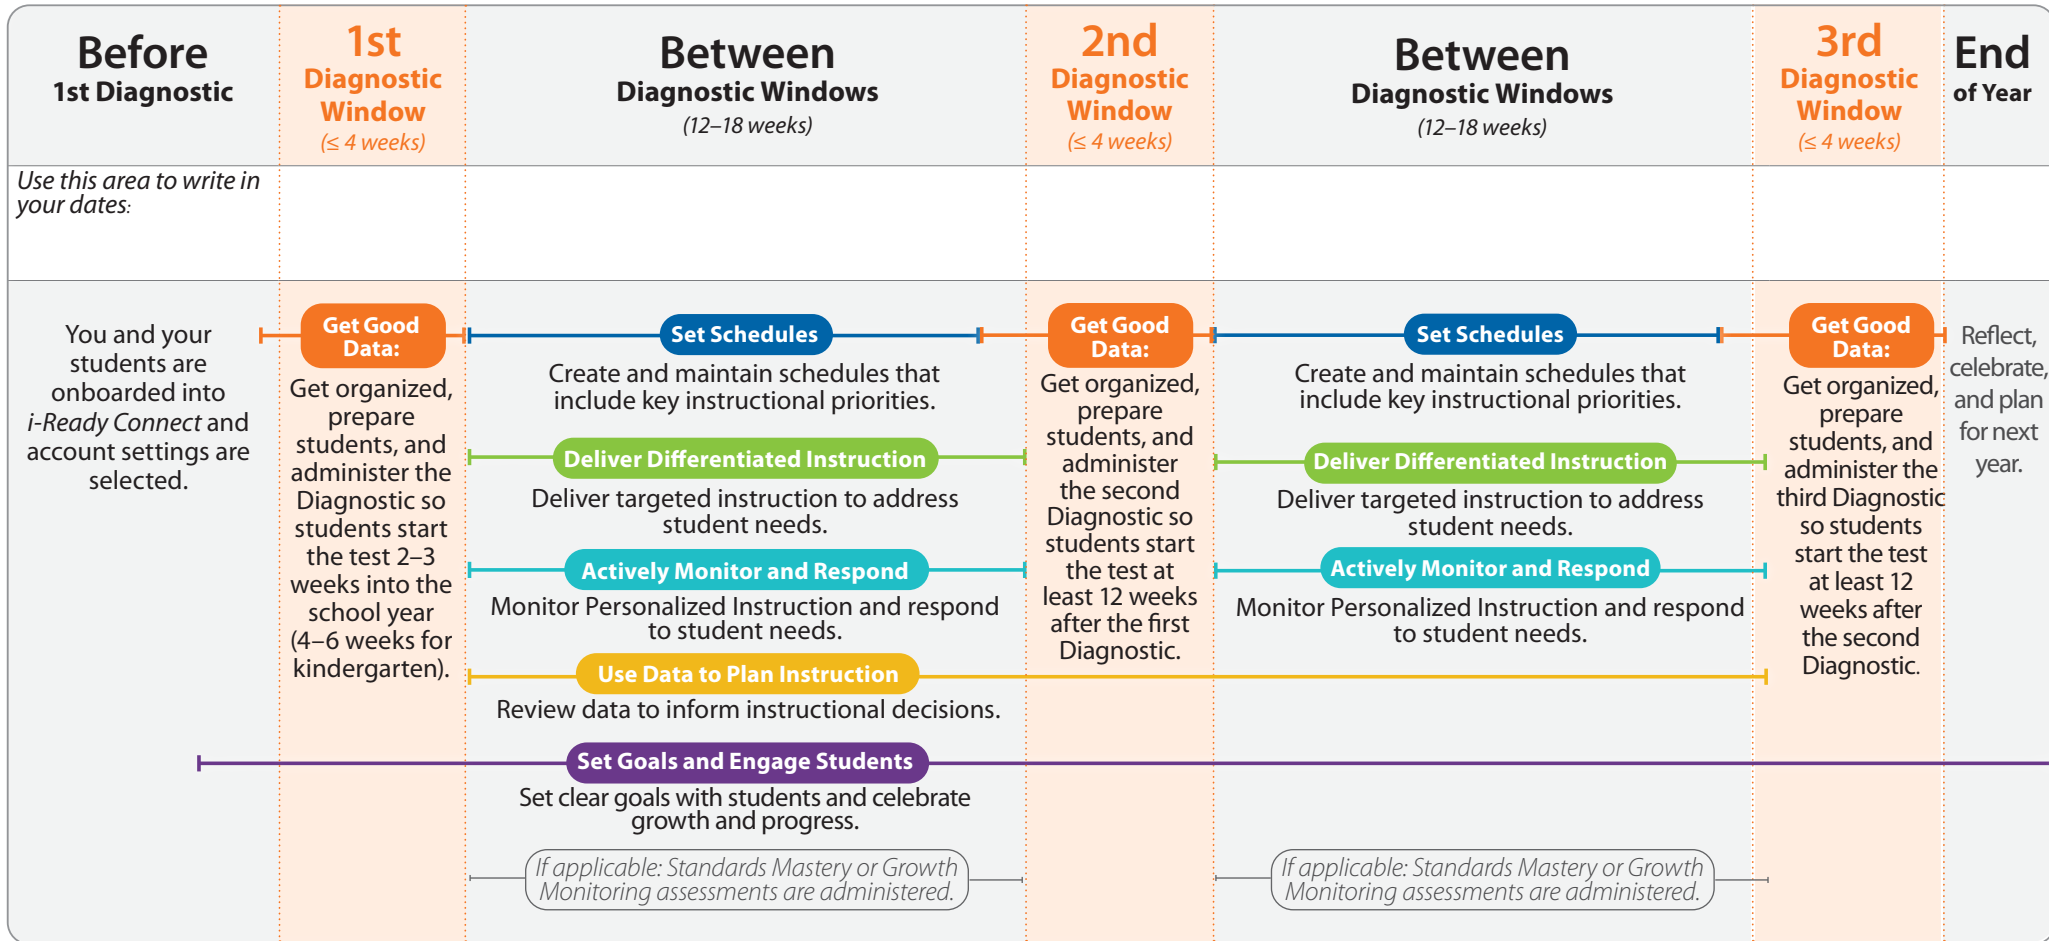 Before
1st Diagnostic
1st
Diagnostic
Window
(≤ 4 weeks)
Between
Diagnostic Windows
(12–18 weeks)
2nd
Diagnostic
Window
(≤ 4 weeks)
Between
Diagnostic Windows
(12–18 weeks)
3rd
Diagnostic
Window
(≤ 4 weeks)
End
of Year
Use this area to write in
your dates:
You and your
students are
onboarded into
i-Ready Connect and
account settings are
selected.
Get Good
Data:
Get organized,
prepare
students, and
administer the
Diagnostic so
students start
the test 2–3
weeks into the
school year
(4–6 weeks for
kindergarten).
Set Schedules
Create and maintain schedules that
include key instructional priorities.
Deliver Differentiated Instruction
Deliver targeted instruction to address
student needs.
Actively Monitor and Respond
Monitor Personalized Instruction and respond
to student needs.
Use Data to Plan Instruction
Review data to inform instructional decisions.
Set Goals and Engage Students
Set clear goals with students and celebrate
growth and progress.
If applicable: Standards Mastery or Growth
Monitoring assessments are administered.
Get Good
Data:
Get organized,
prepare
students, and
administer
the second
Diagnostic so
students start
the test at
least 12 weeks
after the first
Diagnostic.
Set Schedules
Create and maintain schedules that
include key instructional priorities.
Deliver Differentiated Instruction
Deliver targeted instruction to address
student needs.
Actively Monitor and Respond
Monitor Personalized Instruction and respond
to student needs.
If applicable: Standards Mastery or Growth
Monitoring assessments are administered.
Get Good
Data:
Get organized,
prepare
students, and
administer the
third Diagnostic
so students
start the test
at least 12
weeks after
the second
Diagnostic.
Reflect,
celebrate,
and plan
for next
year.